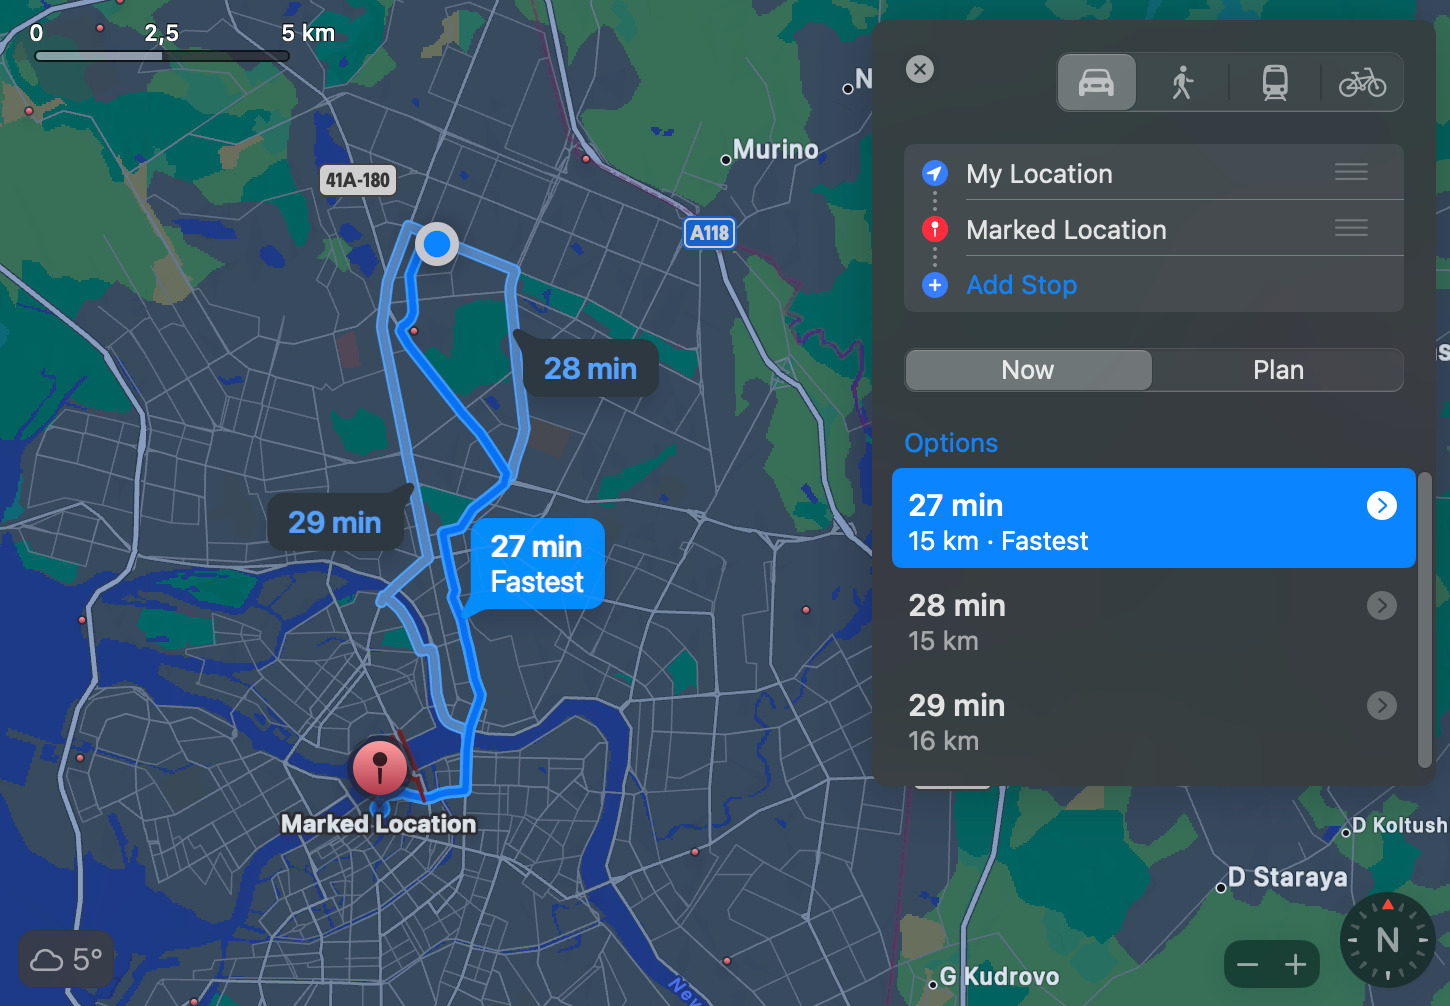 0 2,5 5 km
N
Murino
41A-180
A118
28 min
29 min
27 min
Fastest
Marked Location
5°
My Location
Marked Location
Add Stop
Now Plan
Options
27 min
15 km · Fastest
28 min
15 km
29 min
16 km
D Koltush
D Staraya
N
G Kudrovo
Nev